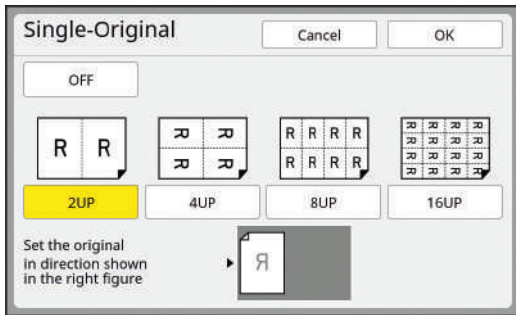 Single-Original
Cancel
OK
OFF
R R
R R
R R
R R R R
R R R R
R R R R
R R R R
R R R R
R R R R
2UP
4UP
8UP
16UP
Set the original
in direction shown
in the right figure
R